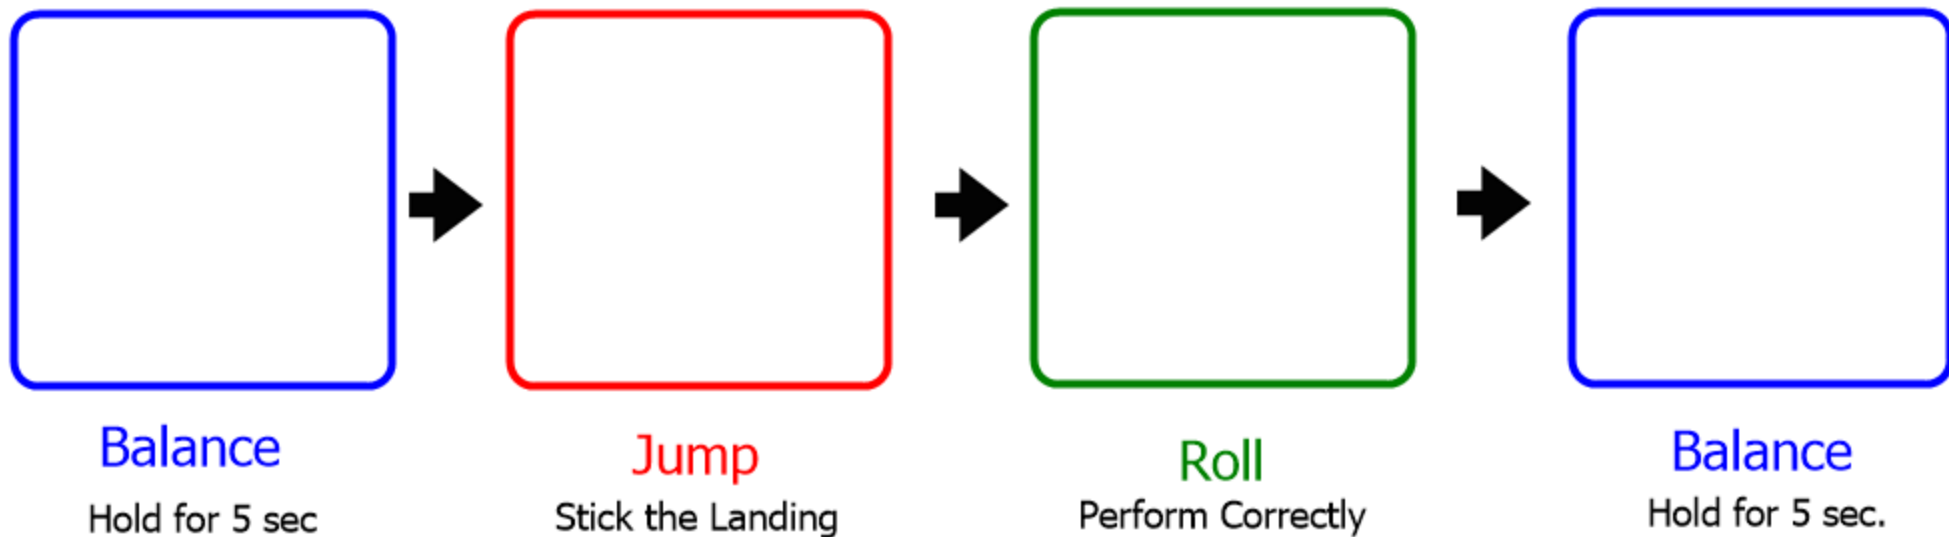 Balance
Hold for 5 sec
Jump
Stick the Landing
Roll
Perform Correctly
Balance
Hold for 5 sec.